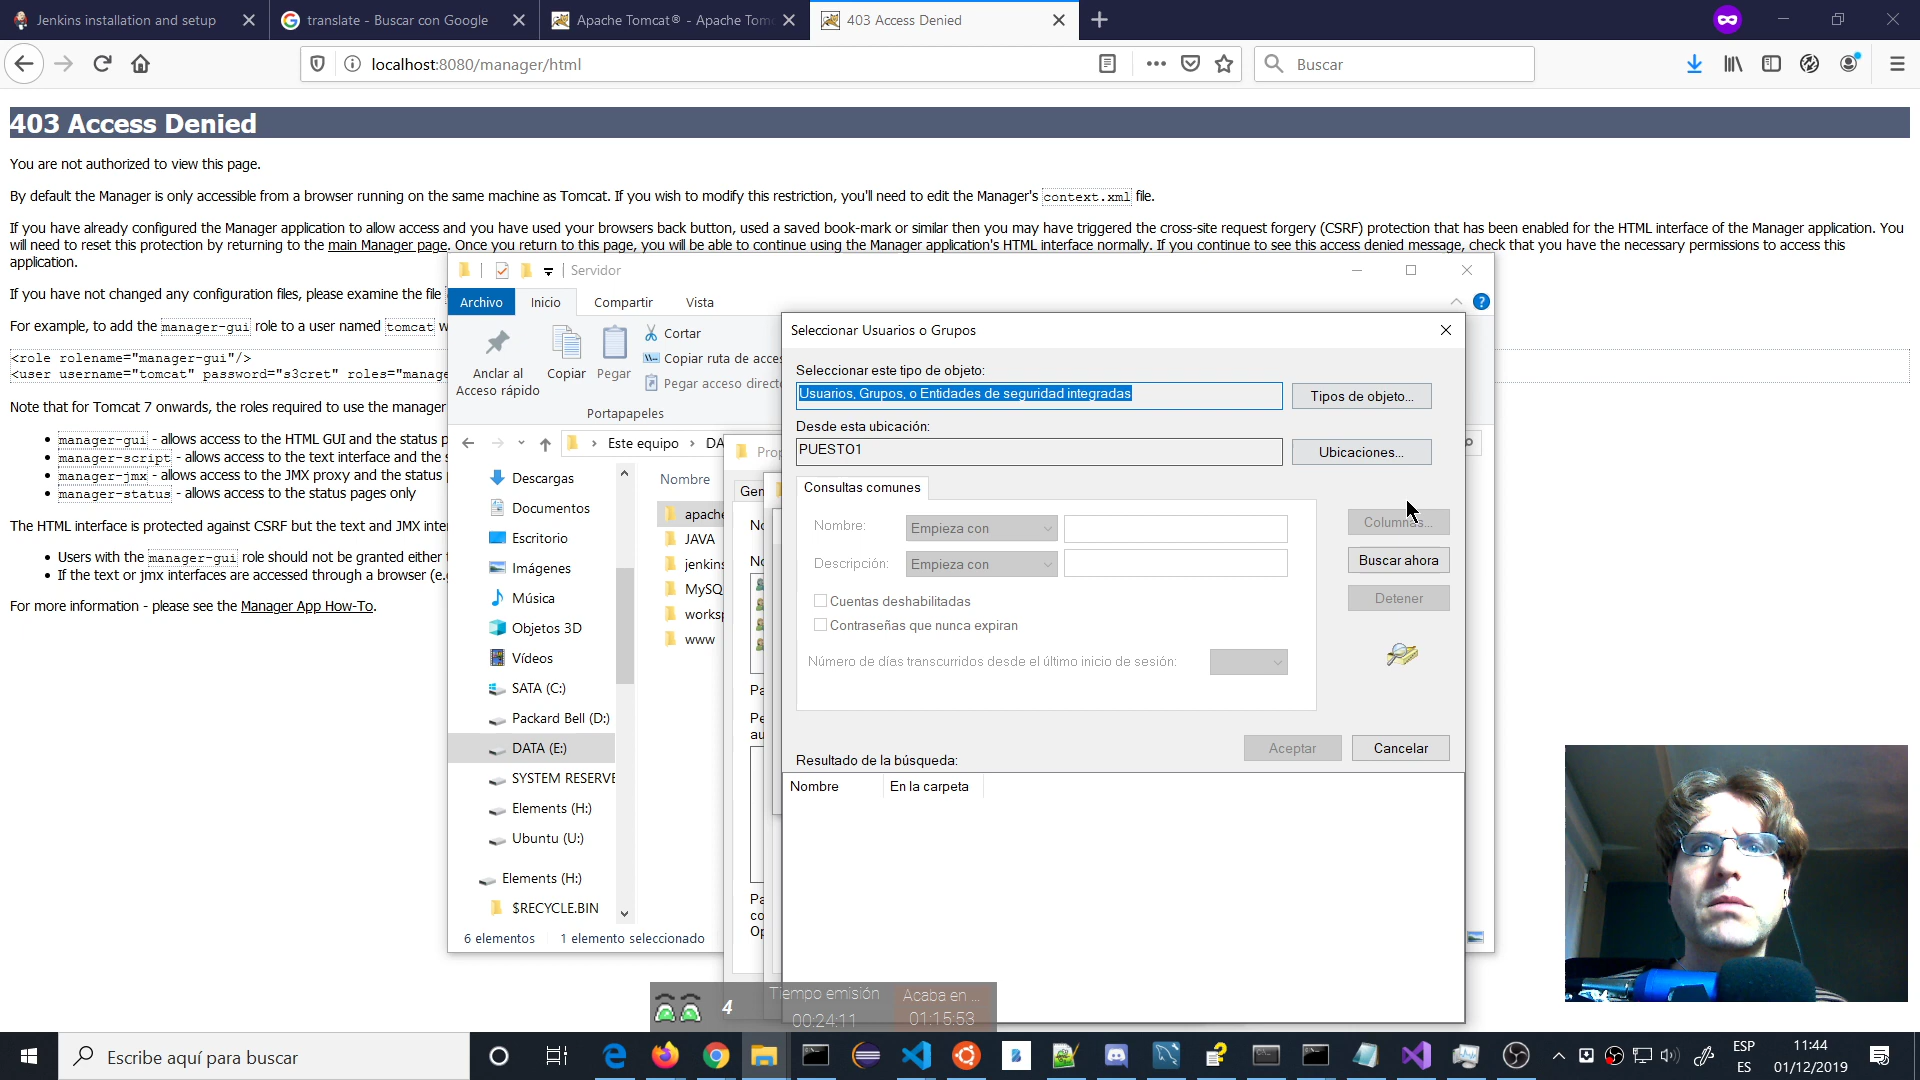 Jenkins installation and setup
translate - Buscar con Google
Apache Tomcat® - Apache Tom
403 Access Denied
localhost:8080/manager/html
Buscar
403 Access Denied
You are not authorized to view this page.
By default the Manager is only accessible from a browser running on the same machine as Tomcat. If you wish to modify this restriction, you'll need to edit the Manager's context.xml file.
If you have already configured the Manager application to allow access and you have used your browsers back button, used a saved book-mark or similar then you may have triggered the cross-site request forgery (CSRF) protection that has been enabled for the HTML interface of the Manager application. You
will need to reset this protection by returning to the main Manager page. Once you return to this page, you will be able to continue using the Manager application's HTML interface normally. If you continue to see this access denied message, check that you have the necessary permissions to access this
application.
If you have not changed any configuration files, please examine the file
For example, to add the manager-gui role to a user named tomcat w
<role rolename="manager-gui"/>
<user username="tomcat" password="s3cret" roles="manage
Note that for Tomcat 7 onwards, the roles required to use the manager
manager-gui - allows access to the HTML GUI and the status p
manager-script - allows access to the text interface and the s
manager-jmx - allows access to the JMX proxy and the status
manager-status - allows access to the status pages only
The HTML interface is protected against CSRF but the text and JMX inte
Users with the manager-gui role should not be granted either
If the text or jmx interfaces are accessed through a browser (e.g
For more information - please see the Manager App How-To.
Servidor
Archivo
Inicio
Compartir
Vista
Anclar al
Acceso rápido
Copiar
Pegar
Cortar
Copiar ruta de acces
Pegar acceso directo
Portapapeles
Este equipo
DA
Descargas
Documentos
Escritorio
Imágenes
Música
Objetos 3D
Vídeos
SATA (C:)
Packard Bell (D:)
DATA (E:)
SYSTEM RESERVE
Elements (H:)
Ubuntu (U:)
Elements (H:)
$RECYCLE.BIN
6 elementos
1 elemento seleccionado
Nombre
apache
JAVA
jenkins
MySQ
worksp
www
Prop
Gen
No
No
Pa
Pe
au
Pa
co
Op
Seleccionar Usuarios o Grupos
Seleccionar este tipo de objeto:
Usuarios, Grupos, o Entidades de seguridad integradas
Tipos de objeto...
Desde esta ubicación:
PUESTO1
Ubicaciones...
Consultas comunes
Nombre:
Empieza con
Descripción:
Empieza con
Cuentas deshabilitadas
Contraseñas que nunca expiran
Número de días transcurridos desde el último inicio de sesión:
Columnas...
Buscar ahora
Detener
Aceptar
Cancelar
Resultado de la búsqueda:
Nombre
En la carpeta
4
Tiempo emisión
00:24:11
Acaba en ...
01:15:53
Escribe aquí para buscar
ESP
ES
11:44
01/12/2019